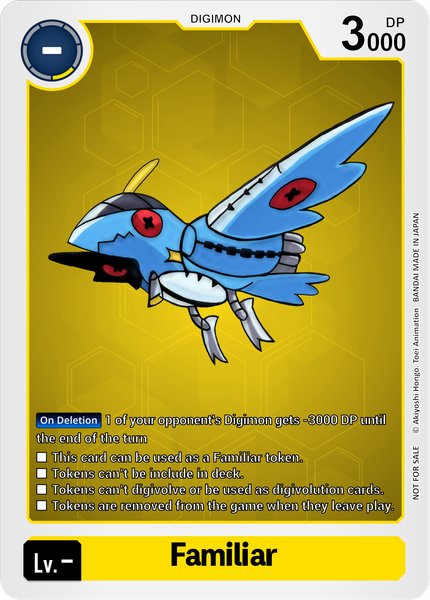 DIGIMON
-
3000
DP
On Deletion 1 of your opponent's Digimon gets -3000 DP until
the end of the turn
■ This card can be used as a Familiar token.
■ Tokens can't be include in deck.
■ Tokens can't digivolve or be used as digivolution cards.
■ Tokens are removed from the game when they leave play.
NOT FOR SALE © Akiyoshi Hongo. Toei Animation BANDAI MADE IN JAPAN
Lv.-
Familiar